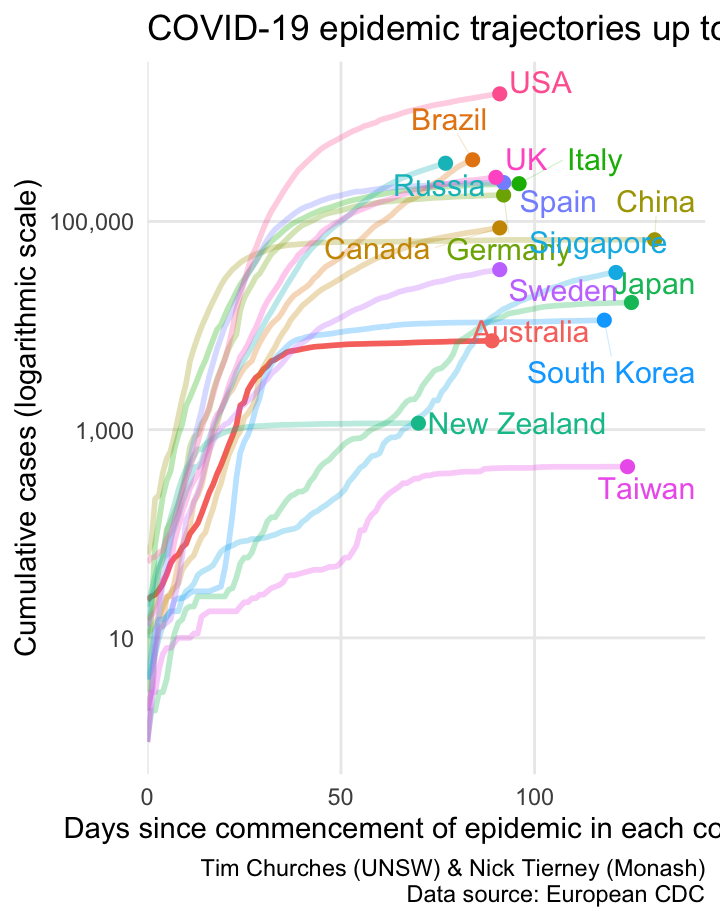 COVID-19 epidemic trajectories up to
USA
Brazil
UK
Italy
Russia
Spain
China
100,000
Canada
Germany
Singapore
Sweden
Japan
Australia
South Korea
1,000
New Zealand
Taiwan
10
Cumulative cases (logarithmic scale)
0
50
100
Days since commencement of epidemic in each co
Tim Churches (UNSW) & Nick Tierney (Monash)
Data source: European CDC